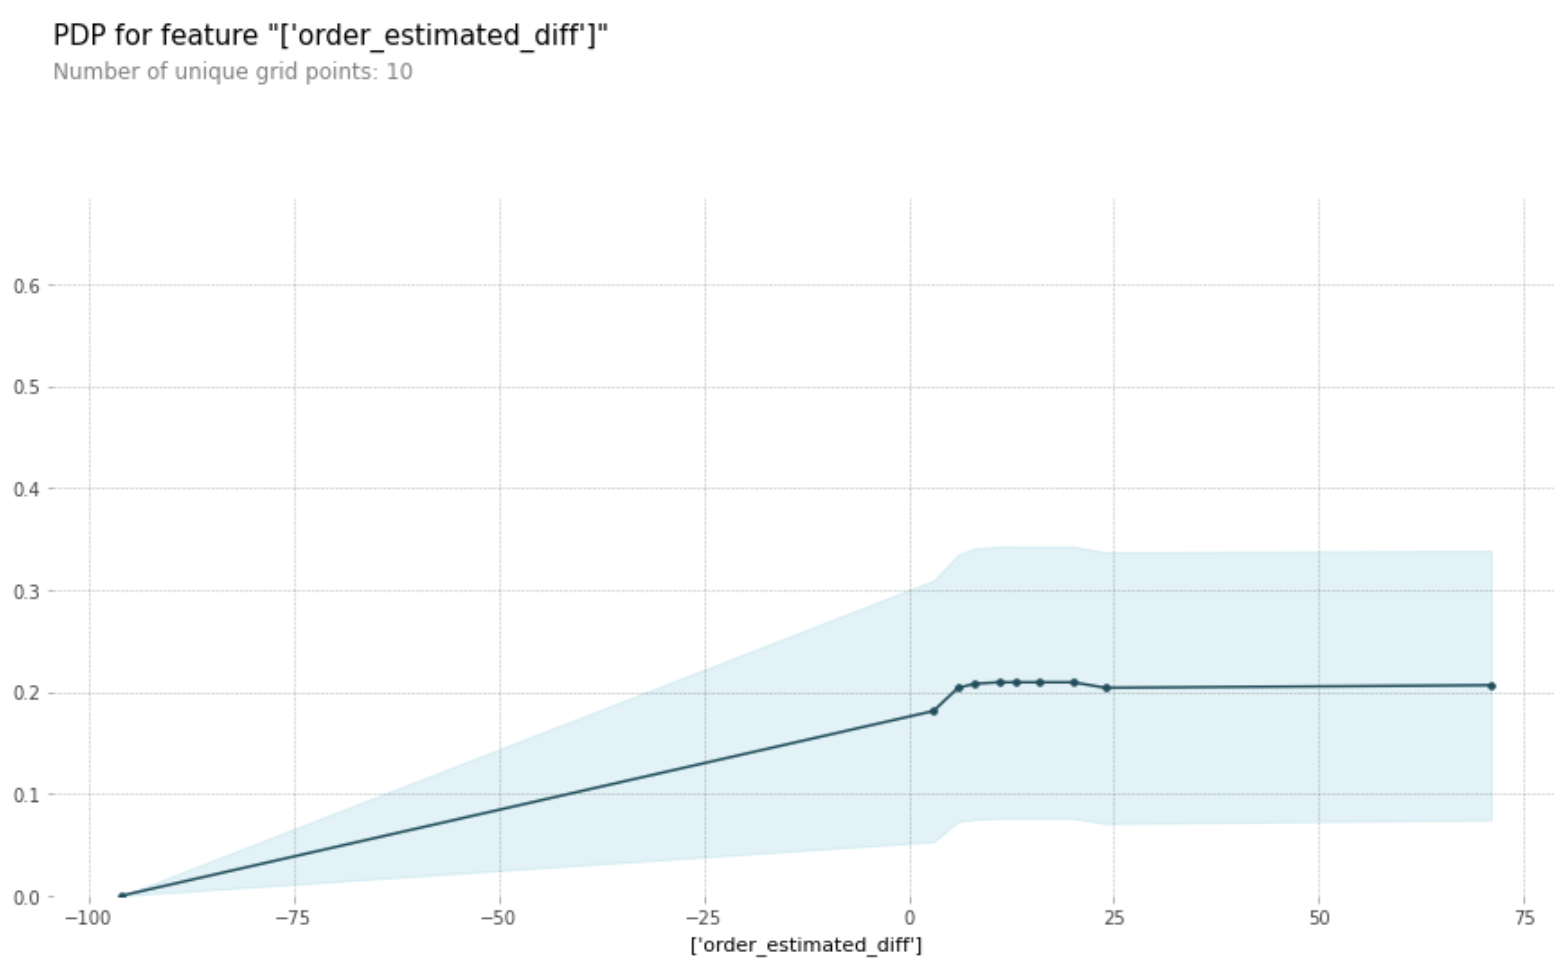 PDP for feature "['order_estimated_diff']"
Number of unique grid points: 10
0.6
0.5
0.4
0.3
0.2
0.1
0.0
−100 −75 −50 −25 0 25 50 75
['order_estimated_diff']